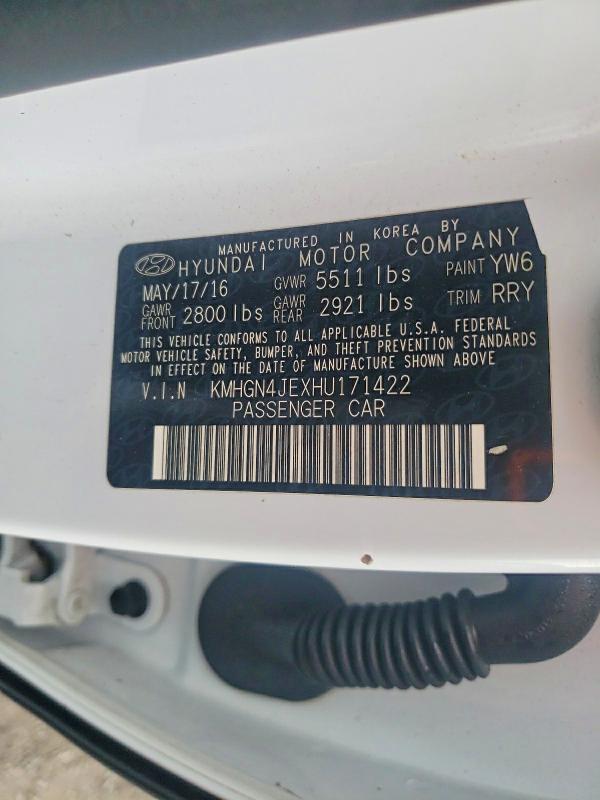 MANUFACTURED IN KOREA BY
HYUNDAI MOTOR COMPANY
MAY/17/16 GVWR 5511 lbs PAINT YW6
GAWR FRONT 2800 lbs GAWR REAR 2921 lbs TRIM RRY
THIS VEHICLE CONFORMS TO ALL APPLICABLE U.S.A. FEDERAL
MOTOR VEHICLE SAFETY, BUMPER, AND THEFT PREVENTION STANDARDS
IN EFFECT ON THE DATE OF MANUFACTURE SHOWN ABOVE
V.I.N KMHGN4JEXHU171422
PASSENGER CAR